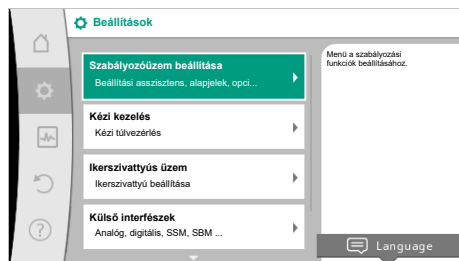 Beállítások
Szabályozóüzem beállítása
Beállítási asszisztens, alapjelek, opci...
Kézi kezelés
Kézi túlvezérlés
Ikerszivattyús üzem
Ikerszivattyú beállítása
Külső interfészek
Analóg, digitális, SSM, SBM ...
Menü a szabályozási
funkciók beállításához.
Language